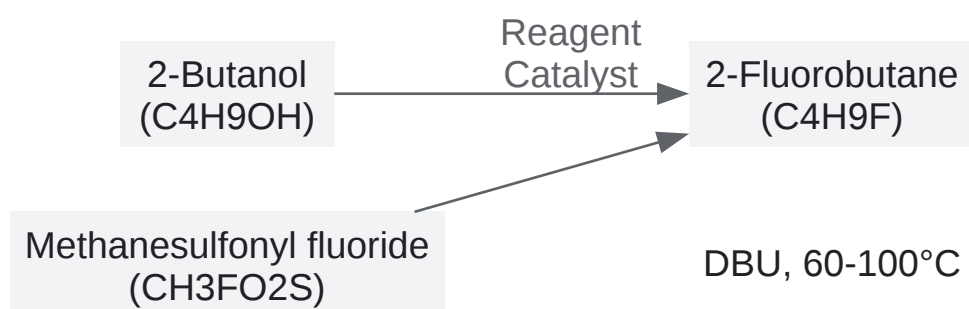 Reagent
Catalyst
2-Butanol
(C4H9OH)
2-Fluorobutane
(C4H9F)
Methanesulfonyl fluoride
(CH3FO2S)
DBU, 60-100°C